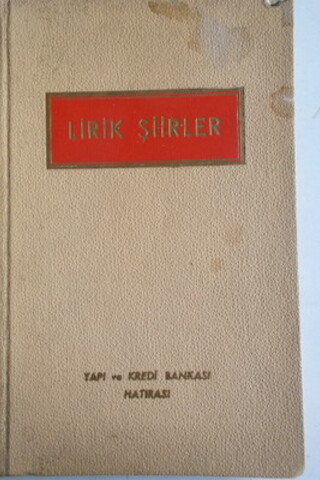 LİRİK ŞİİRLER
YAPI ve KREDİ BANKASI
HATIRASI